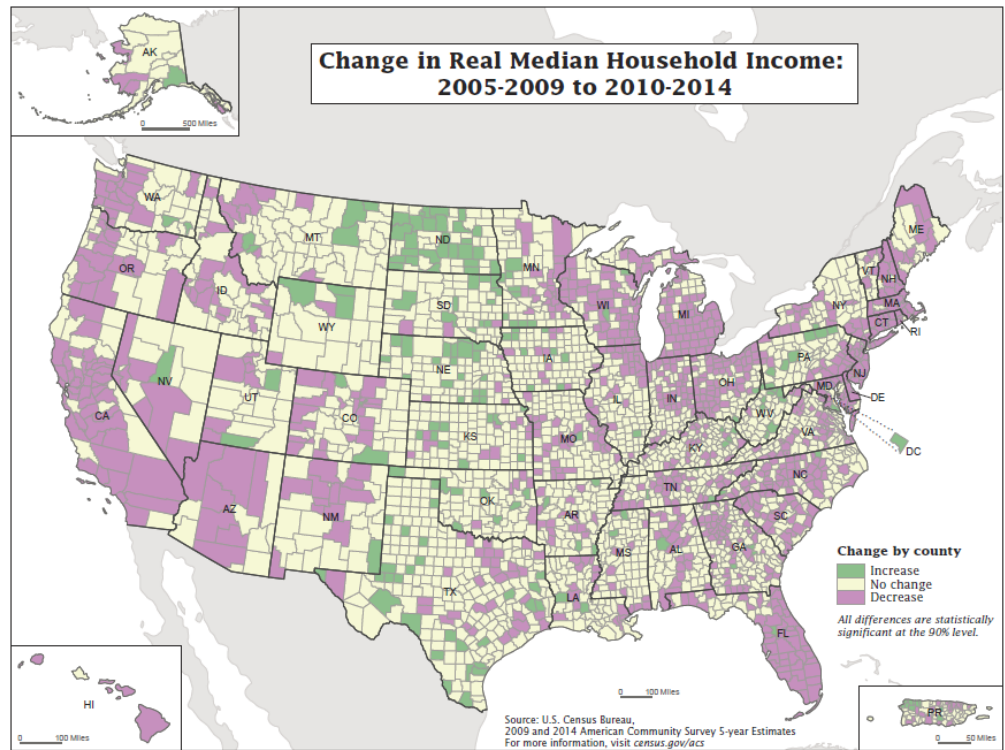 Change in Real Median Household Income:
2005-2009 to 2010-2014
AK
0 500 Miles
WA
MT
ND
MN
ME
OR
ID
SD
WI
MI
VT
NH
NY
MA
CT
RI
WY
IA
NE
PA
NJ
NV
UT
CO
IL
IN
OH
MD
DE
WV
CA
KS
MO
KY
VA
DC
NC
TN
AZ
NM
OK
AR
SC
MS
AL
GA
TX
LA
FL
Change by county
Increase
No change
Decrease
All differences are statistically
significant at the 90% level.
HI
0 100 Miles
0 100 Miles
PR
0 50 Miles
Source: U.S. Census Bureau,
2009 and 2014 American Community Survey 5-year Estimates
For more information, visit census.gov/acs